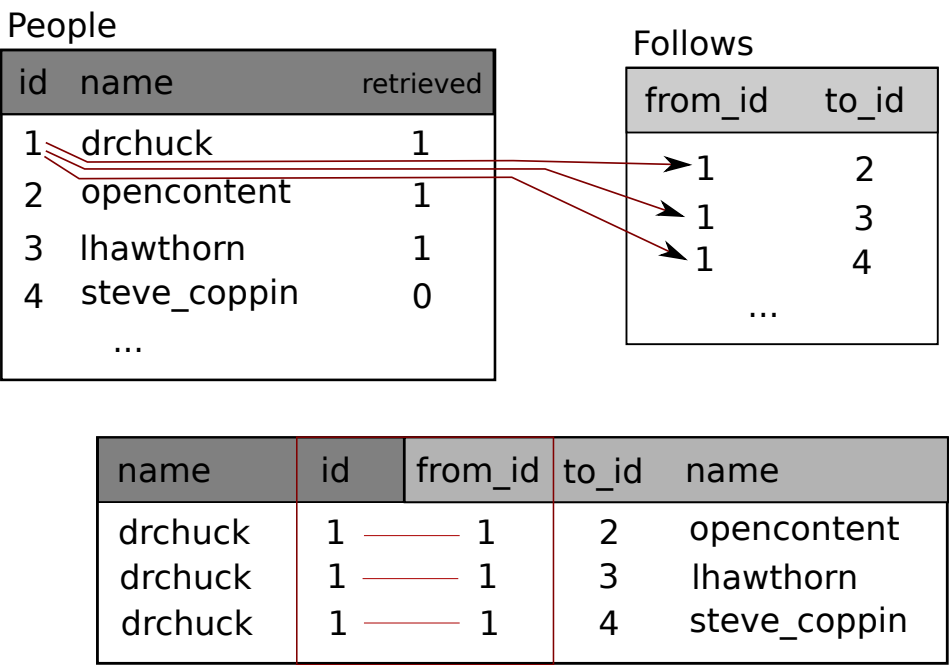 People
id name retrieved
1 drchuck 1
2 opencontent 1
3 lhawthorn 1
4 steve_coppin 0
...
Follows
from_id to_id
1 2
1 3
1 4
...
name id from_id to_id name
drchuck 1 1 2 opencontent
drchuck 1 1 3 lhawthorn
drchuck 1 1 4 steve_coppin